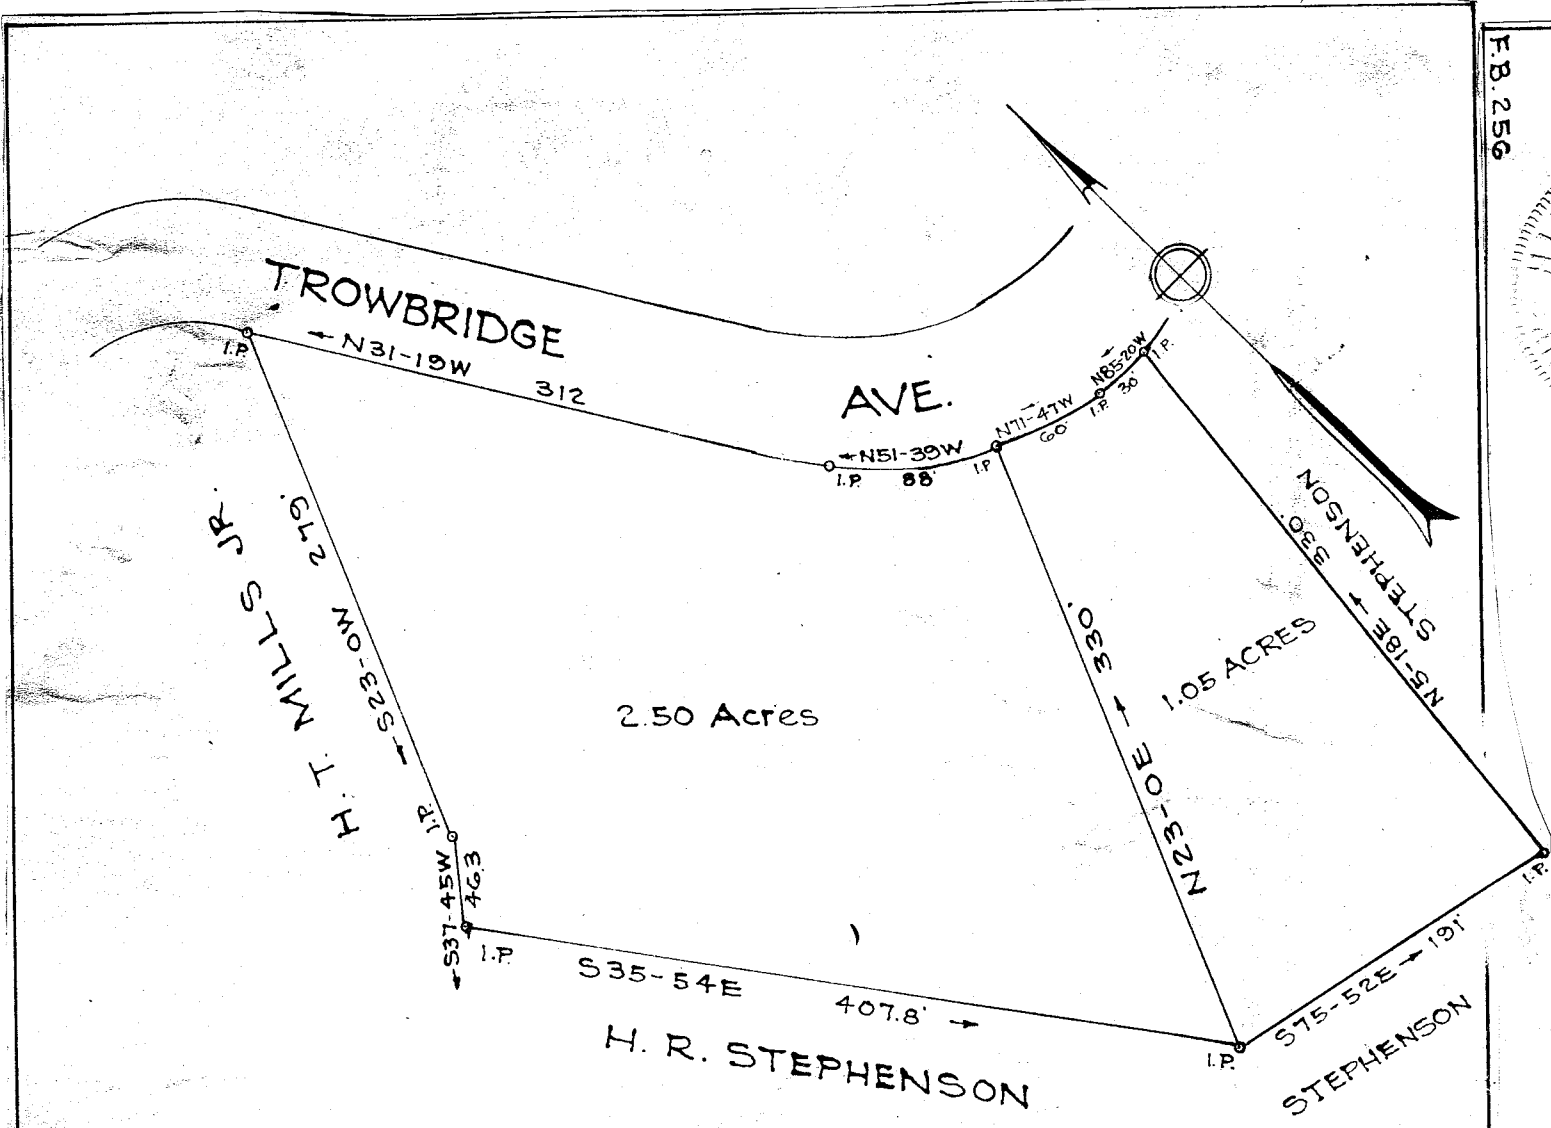 F.B. 256
TROWBRIDGE
AVE.
I.P.
N31-19W
312
I.P.
N51-39W
88'
I.P.
N71-47W
60'
I.P.
N85-20W
30'
I.P.
STEPHENSON
330'
N5-18E
1.05 ACRES
330'
N23-0E
2.50 Acres
H. T. MILLS JR.
279'
S23-0W
I.P.
S37-45W
46.3
I.P.
S35-54E
407.8'
H. R. STEPHENSON
I.P.
S75-52E
191'
I.P.
STEPHENSON